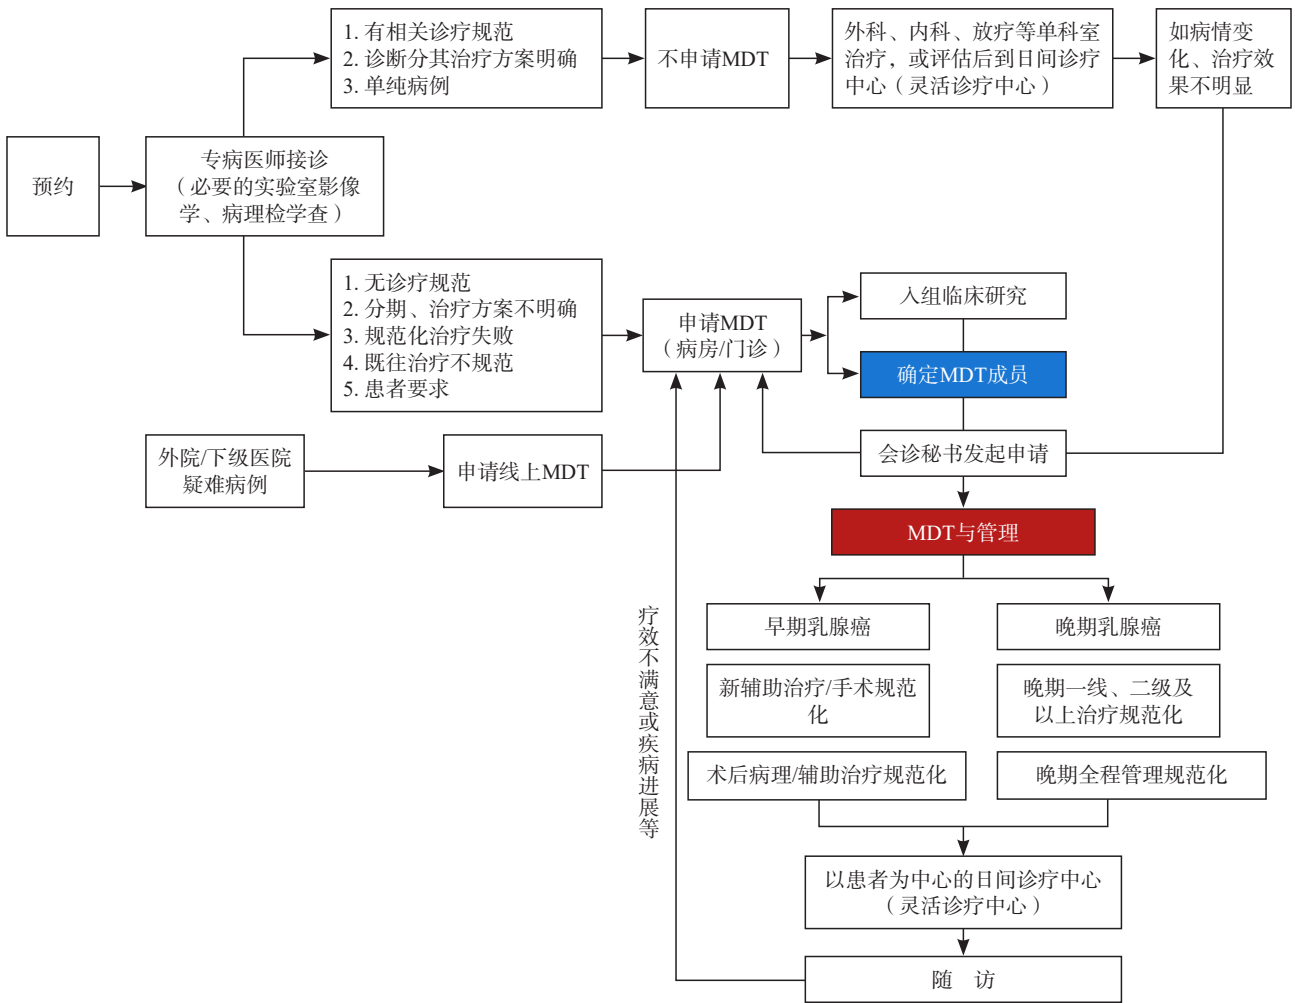 1. 有相关诊疗规范
2. 诊断分其治疗方案明确
3. 单纯病例
不申请MDT
外科、内科、放疗等单科室
治疗，或评估后到日间诊疗
中心（灵活诊疗中心）
如病情变
化、治疗效
果不明显
预约
专病医师接诊
（必要的实验室影像
学、病理检学查）
1. 无诊疗规范
2. 分期、治疗方案不明确
3. 规范化治疗失败
4. 既往治疗不规范
5. 患者要求
申请MDT
（病房/门诊）
入组临床研究
确定MDT成员
会诊秘书发起申请
外院/下级医院
疑难病例
申请线上MDT
MDT与管理
早期乳腺癌
晚期乳腺癌
新辅助治疗/手术规范
化
晚期一线、二级及
以上治疗规范化
术后病理/辅助治疗规范化
晚期全程管理规范化
疗效不满意或疾病进展等
以患者为中心的日间诊疗中心
（灵活诊疗中心）
随　访